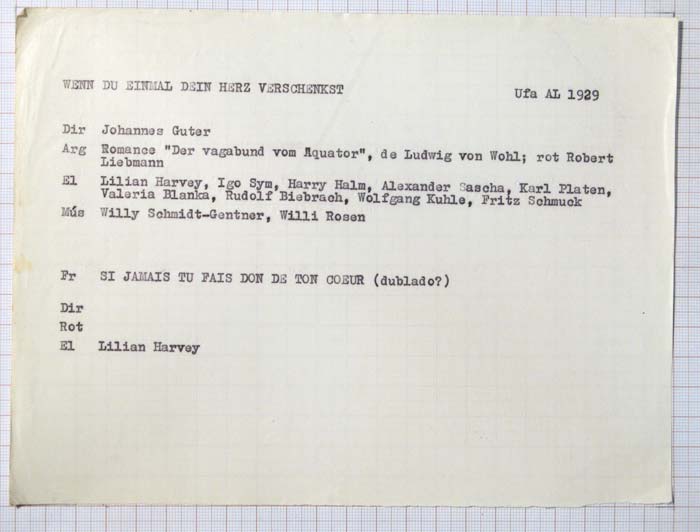 WENN DU EINMAL DEIN HERZ VERSCHENKST Ufa AL 1929
Dir Johannes Guter
Arg Romance "Der vagabund vom Aquator", de Ludwig von Wohl; rot Robert
Liebmann
El Lilian Harvey, Igo Sym, Harry Halm, Alexander Sascha, Karl Platen,
Valeria Blanka, Rudolf Biebrach, Wolfgang Kuhle, Fritz Schmuck
Mús Willy Schmidt-Gentner, Willi Rosen
Fr SI JAMAIS TU FAIS DON DE TON COEUR (dublado?)
Dir
Rot
El Lilian Harvey